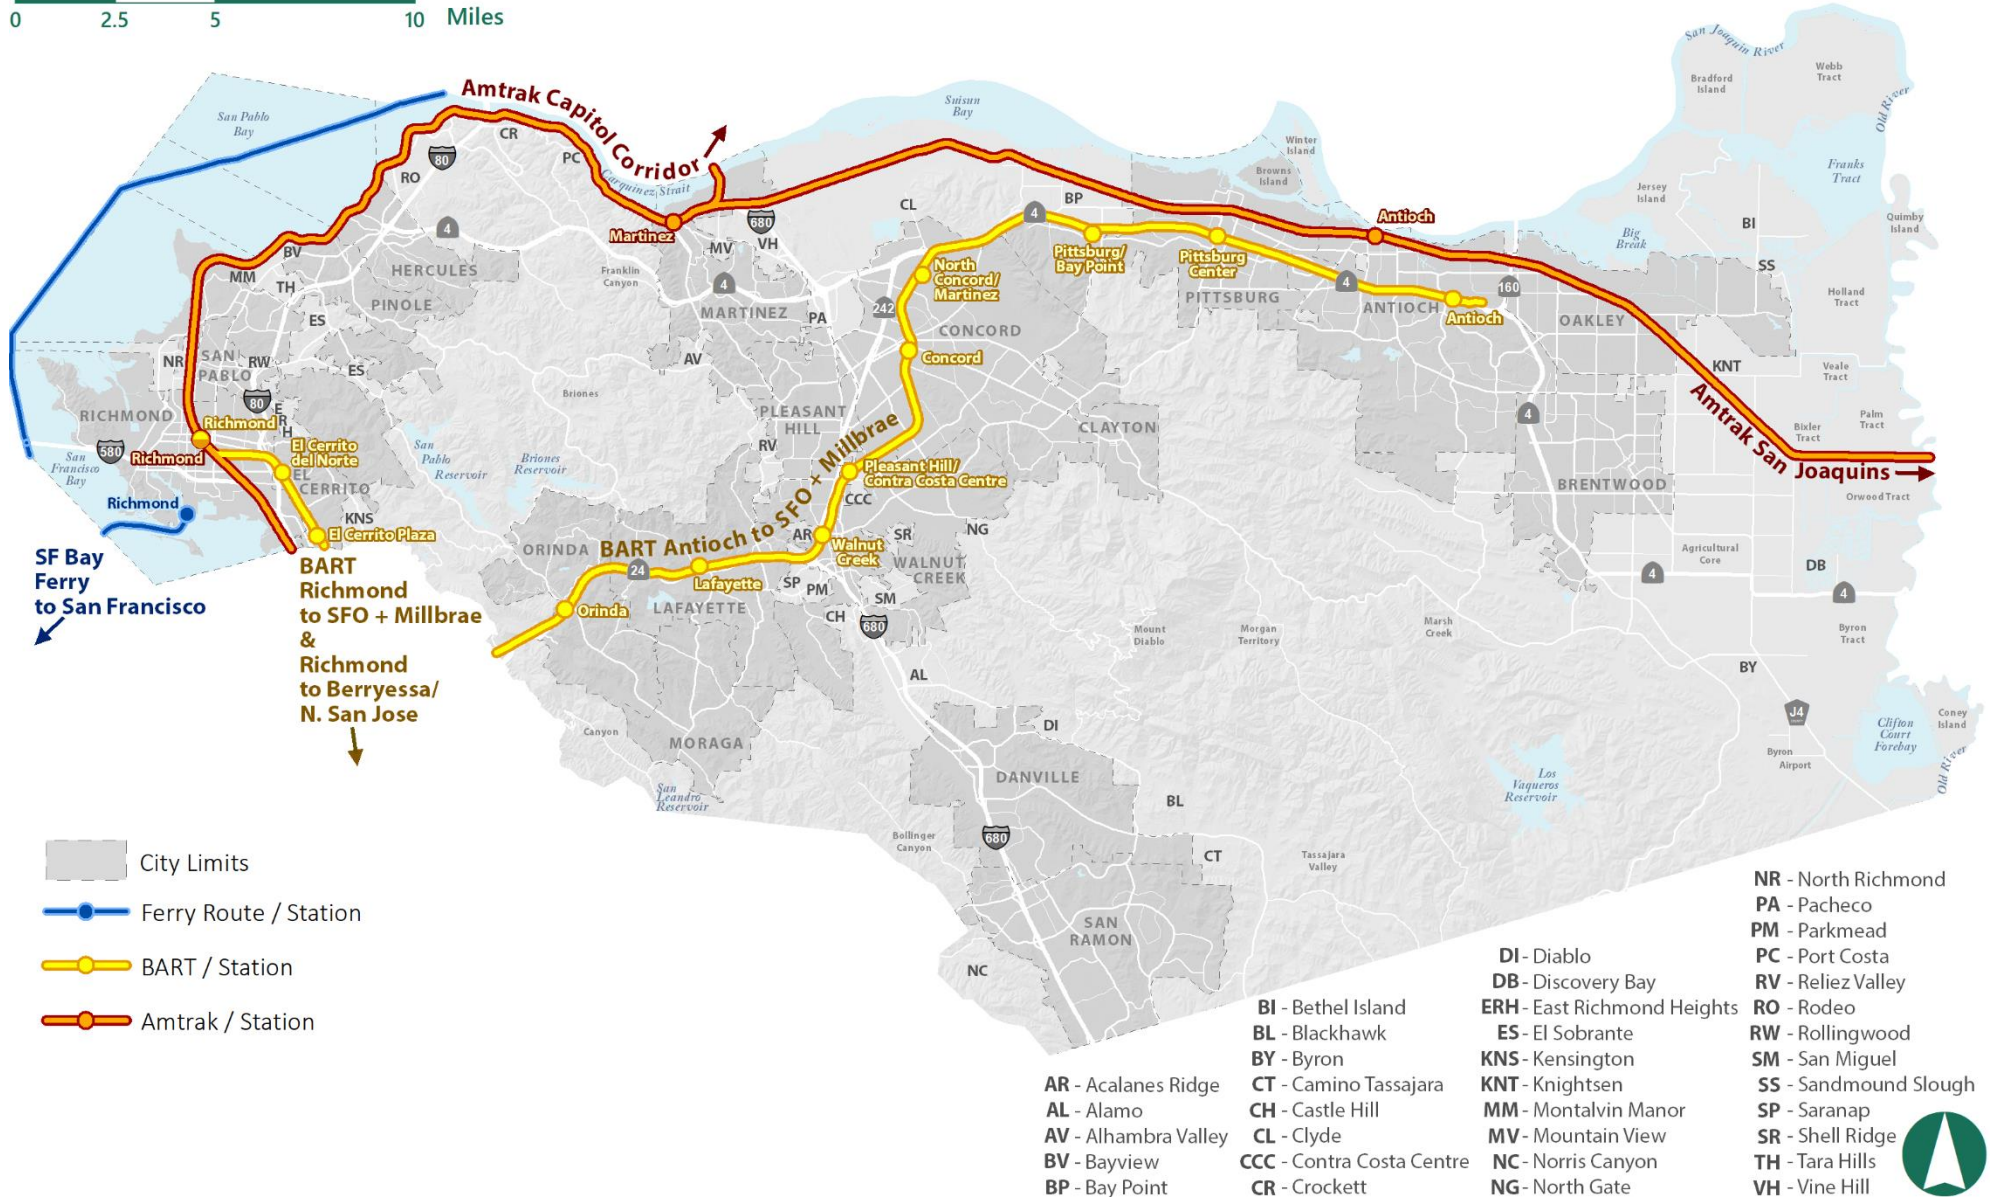 0 2.5 5 10 Miles
San Joaquin River
Webb
Tract
Bradford
Island
Old River
Amtrak Capitol Corridor
San Pablo
Bay
Suisun
Bay
CR
80
PC
RO
Winter
Island
Browns
Island
Franks
Tract
Carquinez Strait
Jersey
Island
BP
CL
4
BI
Quimby
Island
Antioch
680
4
Martinez
MV
VH
Big
Break
BV
Pittsburg/
Bay Point
Pittsburg
Center
HERCULES
MM
TH
Franklin
Canyon
4
North
Concord/
Martinez
SS
4
160
Holland
Tract
PINOLE
ES
MARTINEZ
PA
242
CONCORD
PITTSBURG
ANTIOCH
Antioch
OAKLEY
NR
SAN
PABLO
RW
ES
AV
Concord
KNT
Veale
Tract
Briones
80
E
R
H
RICHMOND
Richmond
PLEASANT
HILL
CLAYTON
4
Palm
Tract
Bixler
Tract
Amtrak San
Joaquins
580
Richmond
San
Francisco
Bay
El Cerrito
del Norte
EL
CERRITO
San
Pablo
Reservoir
Briones
Reservoir
RV
Pleasant Hill/
Contra Costa Centre
CCC
BRENTWOOD
Orwood Tract
Richmond
KNS
El Cerrito Plaza
BART Antioch to SFO + Millbrae
AR
SR
NG
ORINDA
Walnut
Creek
WALNUT
CREEK
Agricultural
Core
SF Bay
Ferry
to San Francisco
BART
Richmond
to SFO + Millbrae
&
Richmond
to Berryessa/
N. San Jose
24
Lafayette
SP
PM
SM
4
DB
4
Orinda
LAFAYETTE
CH
680
Mount
Diablo
Morgan
Territory
Marsh
Creek
Byron
Tract
AL
BY
DI
J4
Coney
Island
Clifton
Court
Forebay
Canyon
MORAGA
Byron
Airport
Old River
San
Leandro
Reservoir
DANVILLE
BL
Los
Vaqueros
Reservoir
Bollinger
Canyon
680
CT
Tassajara
Valley
SAN
RAMON
NC
City Limits
Ferry Route / Station
BART / Station
Amtrak / Station
AR - Acalanes Ridge
AL - Alamo
AV - Alhambra Valley
BV - Bayview
BP - Bay Point
BI - Bethel Island
BL - Blackhawk
BY - Byron
CT - Camino Tassajara
CH - Castle Hill
CL - Clyde
CCC - Contra Costa Centre
CR - Crockett
DI - Diablo
DB - Discovery Bay
ERH - East Richmond Heights
ES - El Sobrante
KNS - Kensington
KNT - Knightsen
MM - Montalvin Manor
MV - Mountain View
NC - Norris Canyon
NG - North Gate
NR - North Richmond
PA - Pacheco
PM - Parkmead
PC - Port Costa
RV - Reliez Valley
RO - Rodeo
RW - Rollingwood
SM - San Miguel
SS - Sandmound Slough
SP - Saranap
SR - Shell Ridge
TH - Tara Hills
VH - Vine Hill